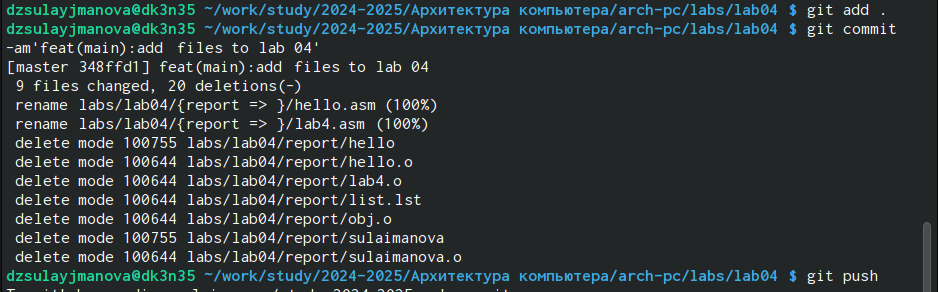 dzsulayjmanova@dk3n35 ~/work/study/2024-2025/Архитектура компьютера/arch-pc/labs/lab04 $ git add .
dzsulayjmanova@dk3n35 ~/work/study/2024-2025/Архитектура компьютера/arch-pc/labs/lab04 $ git commit
-am'feat(main):add files to lab 04'
[master 348ffd1] feat(main):add files to lab 04
9 files changed, 20 deletions(-)
rename labs/lab04/{report => }/hello.asm (100%)
rename labs/lab04/{report => }/lab4.asm (100%)
delete mode 100755 labs/lab04/report/hello
delete mode 100644 labs/lab04/report/hello.o
delete mode 100644 labs/lab04/report/lab4.o
delete mode 100644 labs/lab04/report/list.lst
delete mode 100644 labs/lab04/report/obj.o
delete mode 100755 labs/lab04/report/sulaimanova
delete mode 100644 labs/lab04/report/sulaimanova.o
dzsulayjmanova@dk3n35 ~/work/study/2024-2025/Архитектура компьютера/arch-pc/labs/lab04 $ git push